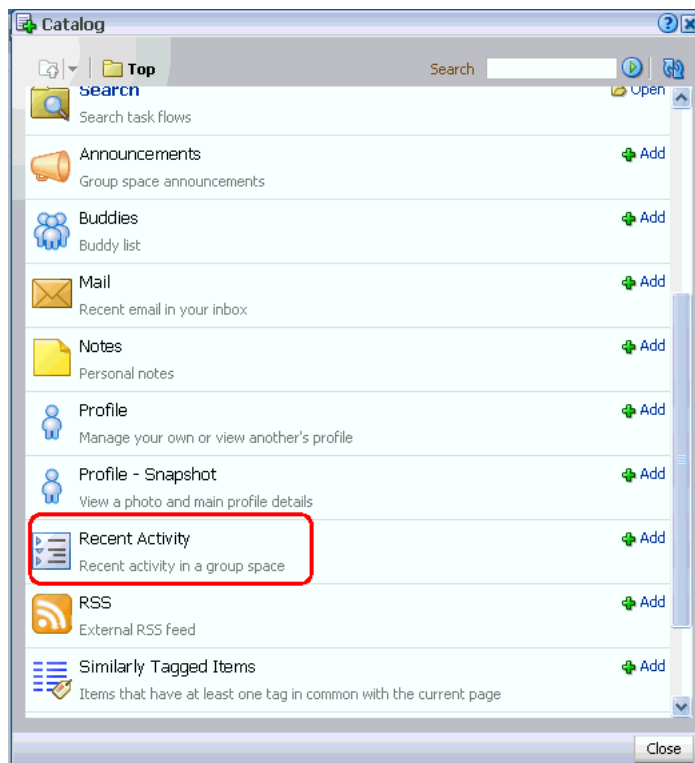 Catalog
Top
Search
Search
Open
Search task flows
Announcements
Add
Group space announcements
Buddies
Add
Buddy list
Mail
Add
Recent email in your inbox
Notes
Add
Personal notes
Profile
Add
Manage your own or view another's profile
Profile - Snapshot
Add
View a photo and main profile details
Recent Activity
Add
Recent activity in a group space
RSS
Add
External RSS feed
Similarly Tagged Items
Add
Items that have at least one tag in common with the current page
Close